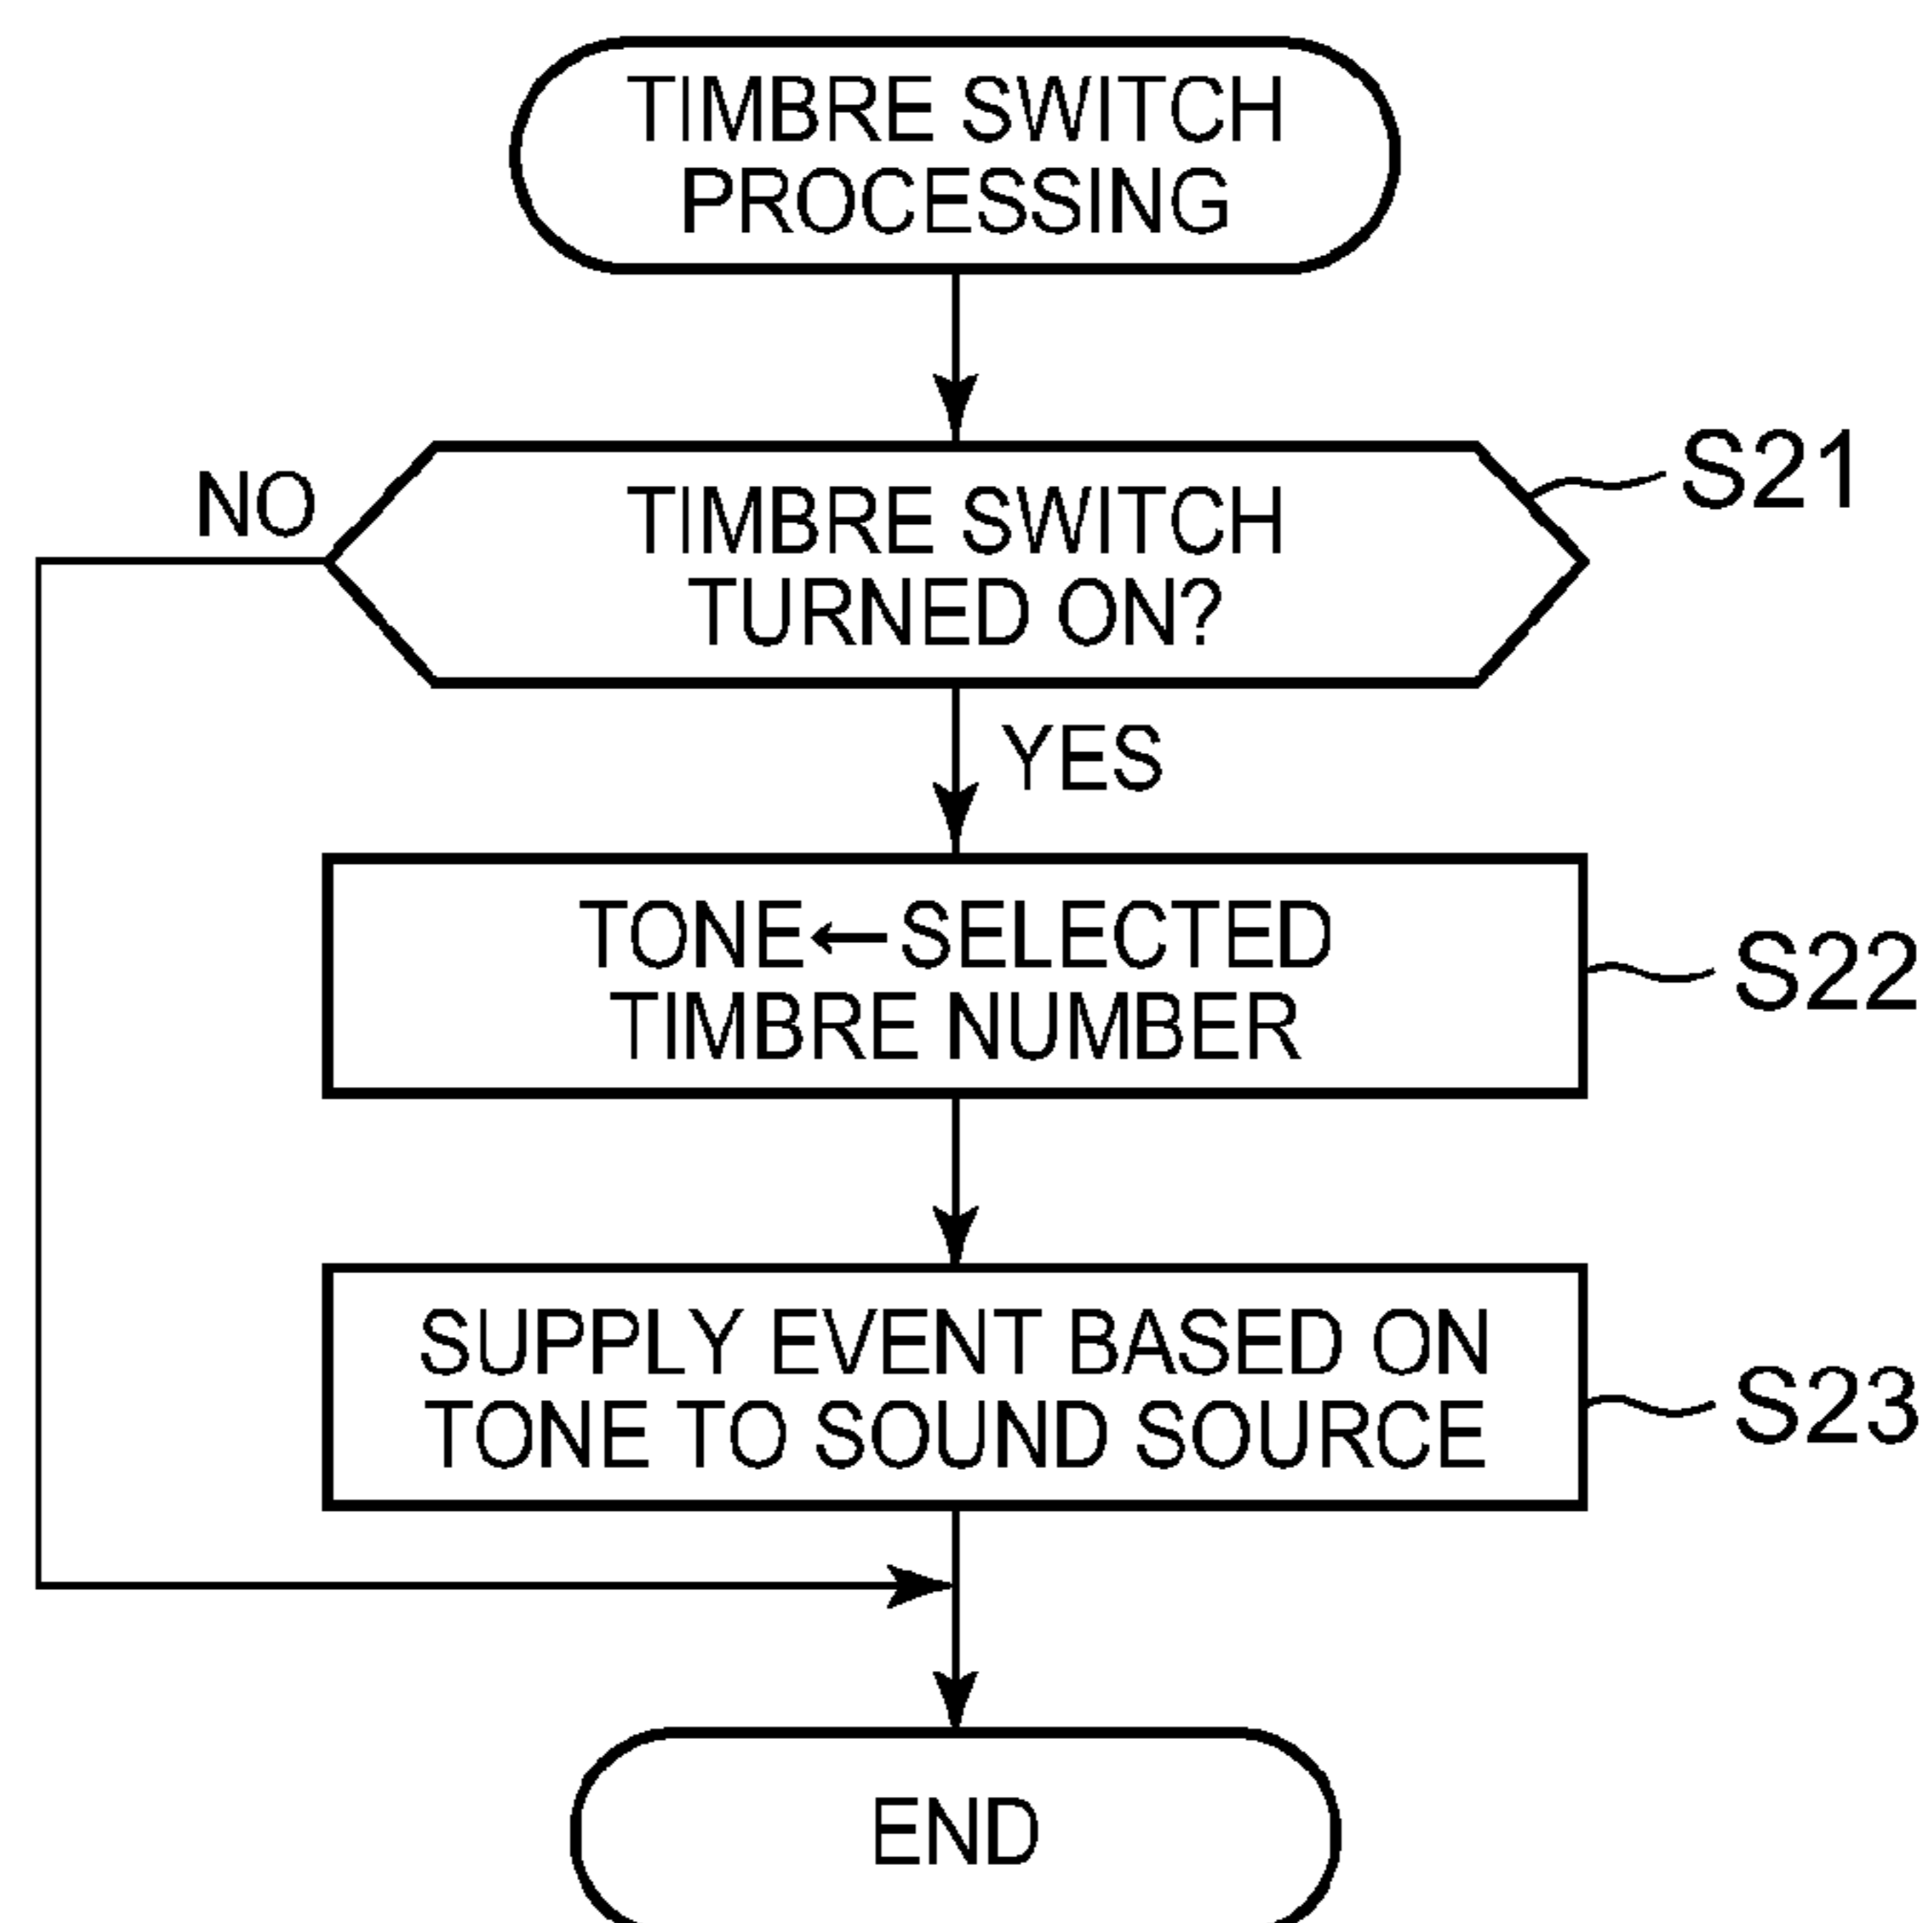 TIMBRE SWITCH
PROCESSING
NO
TIMBRE SWITCH
TURNED ON?
S21
YES
TONE←SELECTED
TIMBRE NUMBER
S22
SUPPLY EVENT BASED ON
TONE TO SOUND SOURCE
S23
END